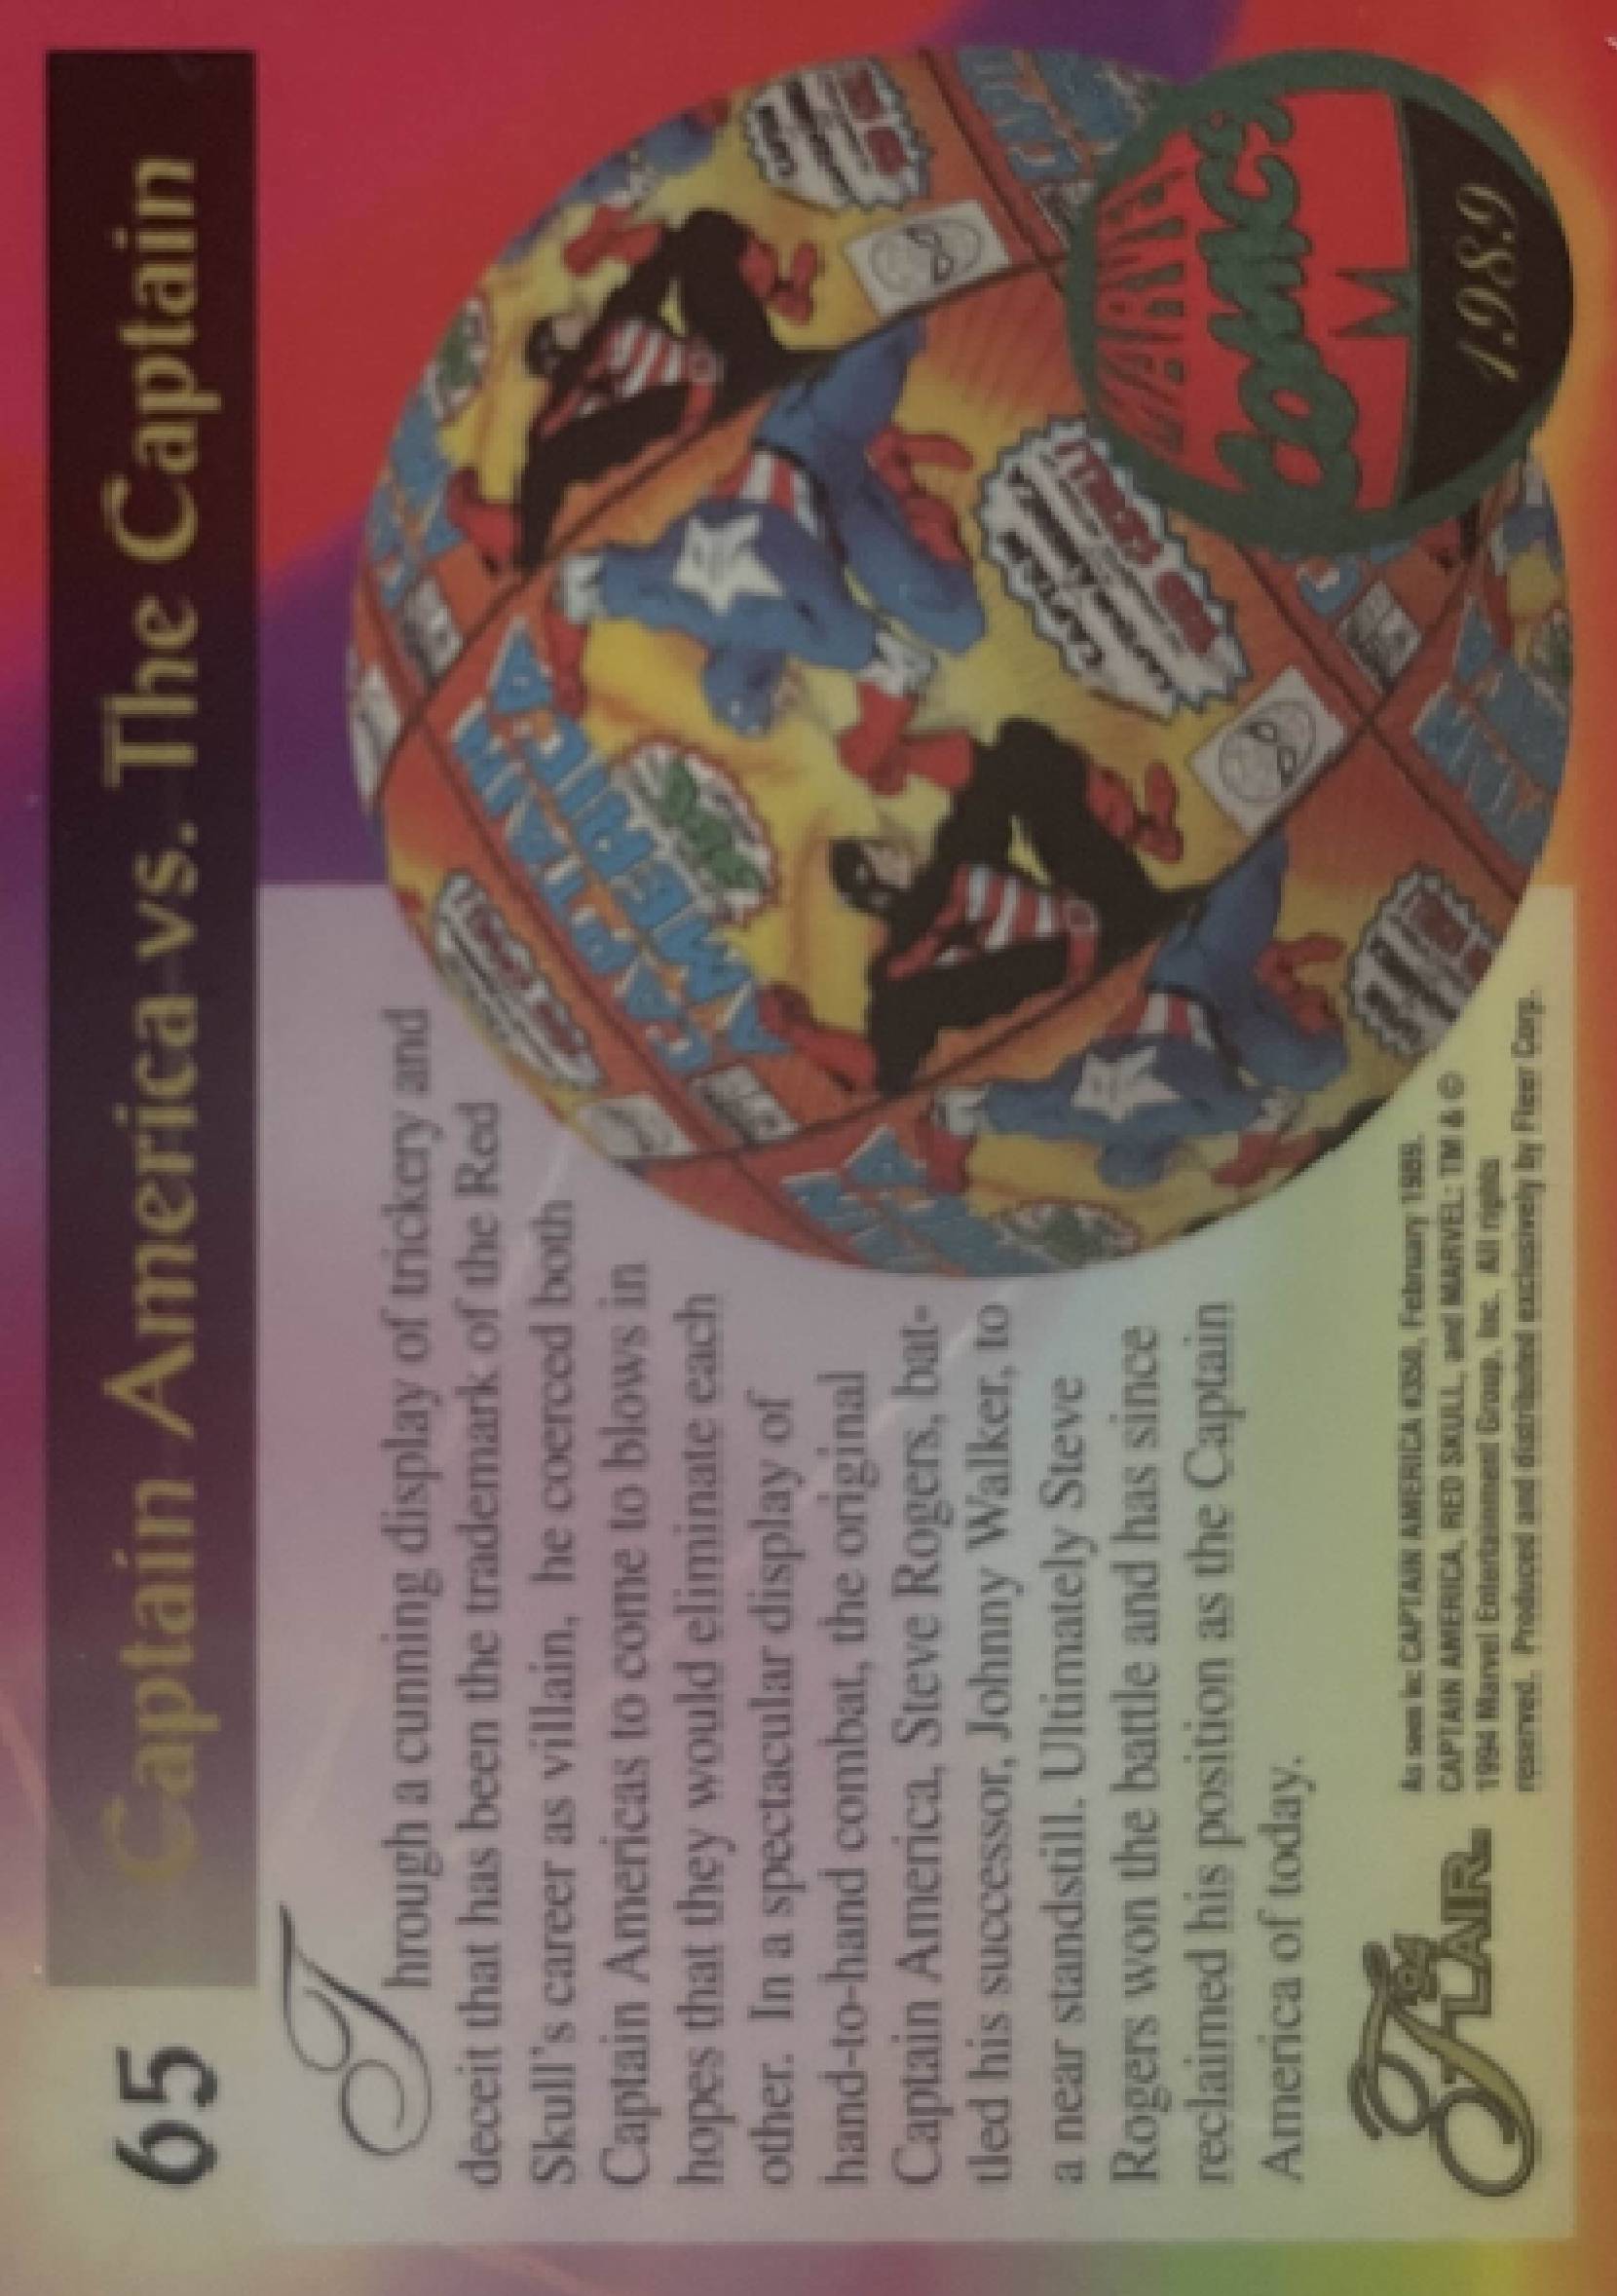 65
Captain America vs. The Captain
Through a cunning display of trickery and
deceit that has been the trademark of the Red
Skull's career as villain, he coerced both
Captain Americas to come to blows in
hopes that they would eliminate each
other. In a spectacular display of
hand-to-hand combat, the original
Captain America, Steve Rogers, bat-
tled his successor, Johnny Walker, to
a near standstill. Ultimately Steve
Rogers won the battle and has since
reclaimed his position as the Captain
America of today.
CAPTAIN
AMERICA
350
CAPTAIN
AMERICA
RED SKULL!
MARVEL
COMICS
M
1989
'94
FLAIR
As seen in: CAPTAIN AMERICA #350, February 1989.
CAPTAIN AMERICA, RED SKULL, and MARVEL: TM & ©
1994 Marvel Entertainment Group, Inc. All rights
reserved. Produced and distributed exclusively by Fleer Corp.